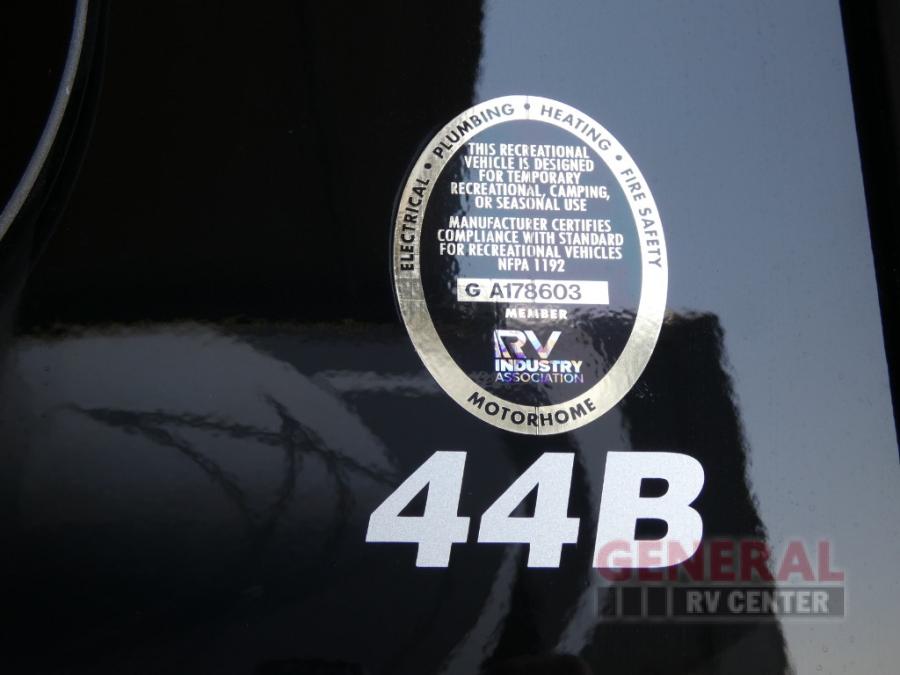 ELECTRICAL • PLUMBING • HEATING • FIRE SAFETY
THIS RECREATIONAL
VEHICLE IS DESIGNED
FOR TEMPORARY
RECREATIONAL, CAMPING,
OR SEASONAL USE
MANUFACTURER CERTIFIES
COMPLIANCE WITH STANDARD
FOR RECREATIONAL VEHICLES
NFPA 1192
G A178603
MEMBER
RV
INDUSTRY
ASSOCIATION
MOTORHOME
44B
GENERAL
RV CENTER